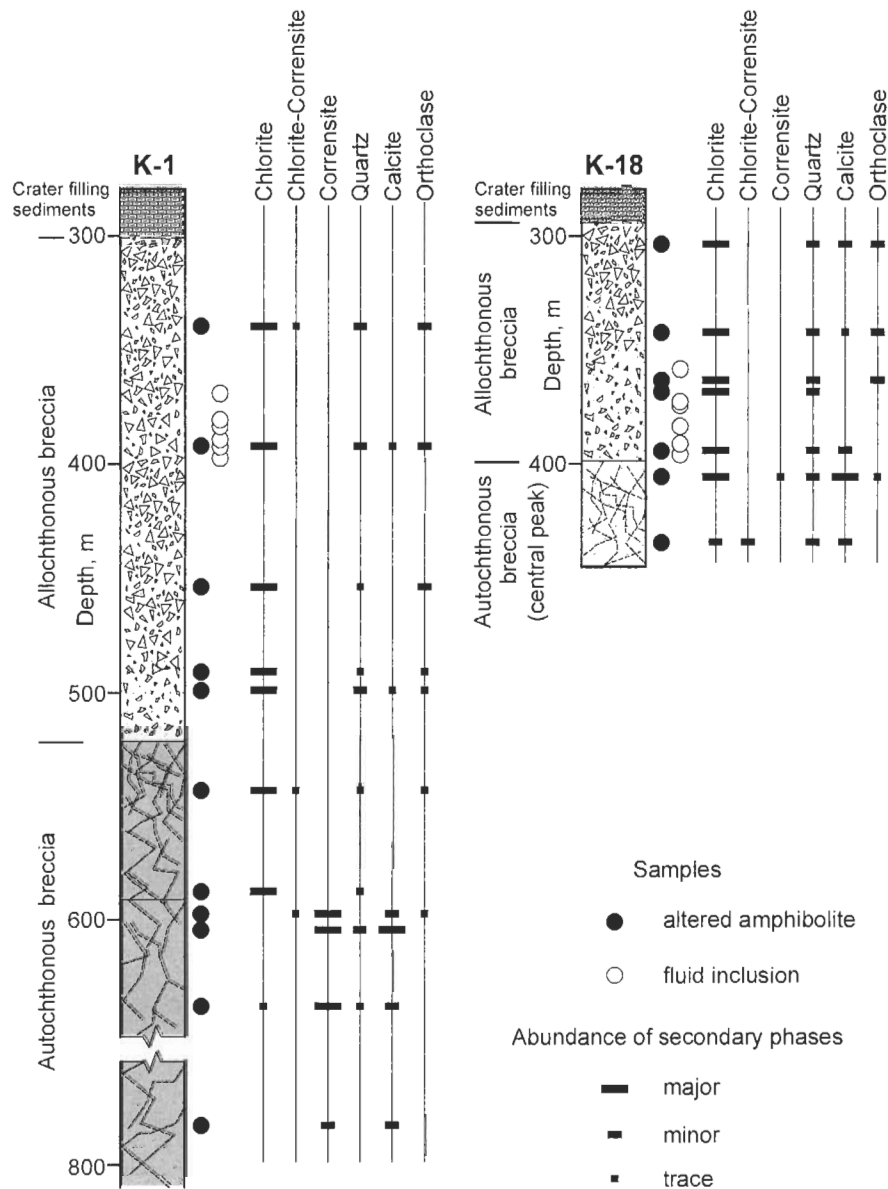 K-1
Crater filling
sediments
300
400
500
600
800
Depth, m
Allochthonous breccia
Autochthonous breccia
Chlorite
Chlorite-Corrensite
Corrensite
Quartz
Calcite
Orthoclase
K-18
Crater filling
sediments
300
400
Depth, m
Allochthonous
breccia
Autochthonous
breccia
(central peak)
Chlorite
Chlorite-Corrensite
Corrensite
Quartz
Calcite
Orthoclase
Samples
altered amphibolite
fluid inclusion
Abundance of secondary phases
major
minor
trace